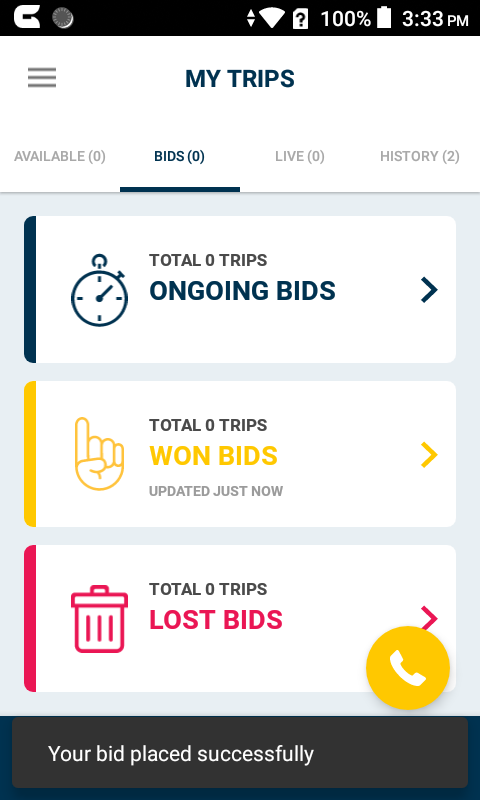 100% 3:33 PM
MY TRIPS
AVAILABLE (0) BIDS (0) LIVE (0) HISTORY (2)
TOTAL 0 TRIPS
ONGOING BIDS
TOTAL 0 TRIPS
WON BIDS
UPDATED JUST NOW
TOTAL 0 TRIPS
LOST BIDS
Your bid placed successfully